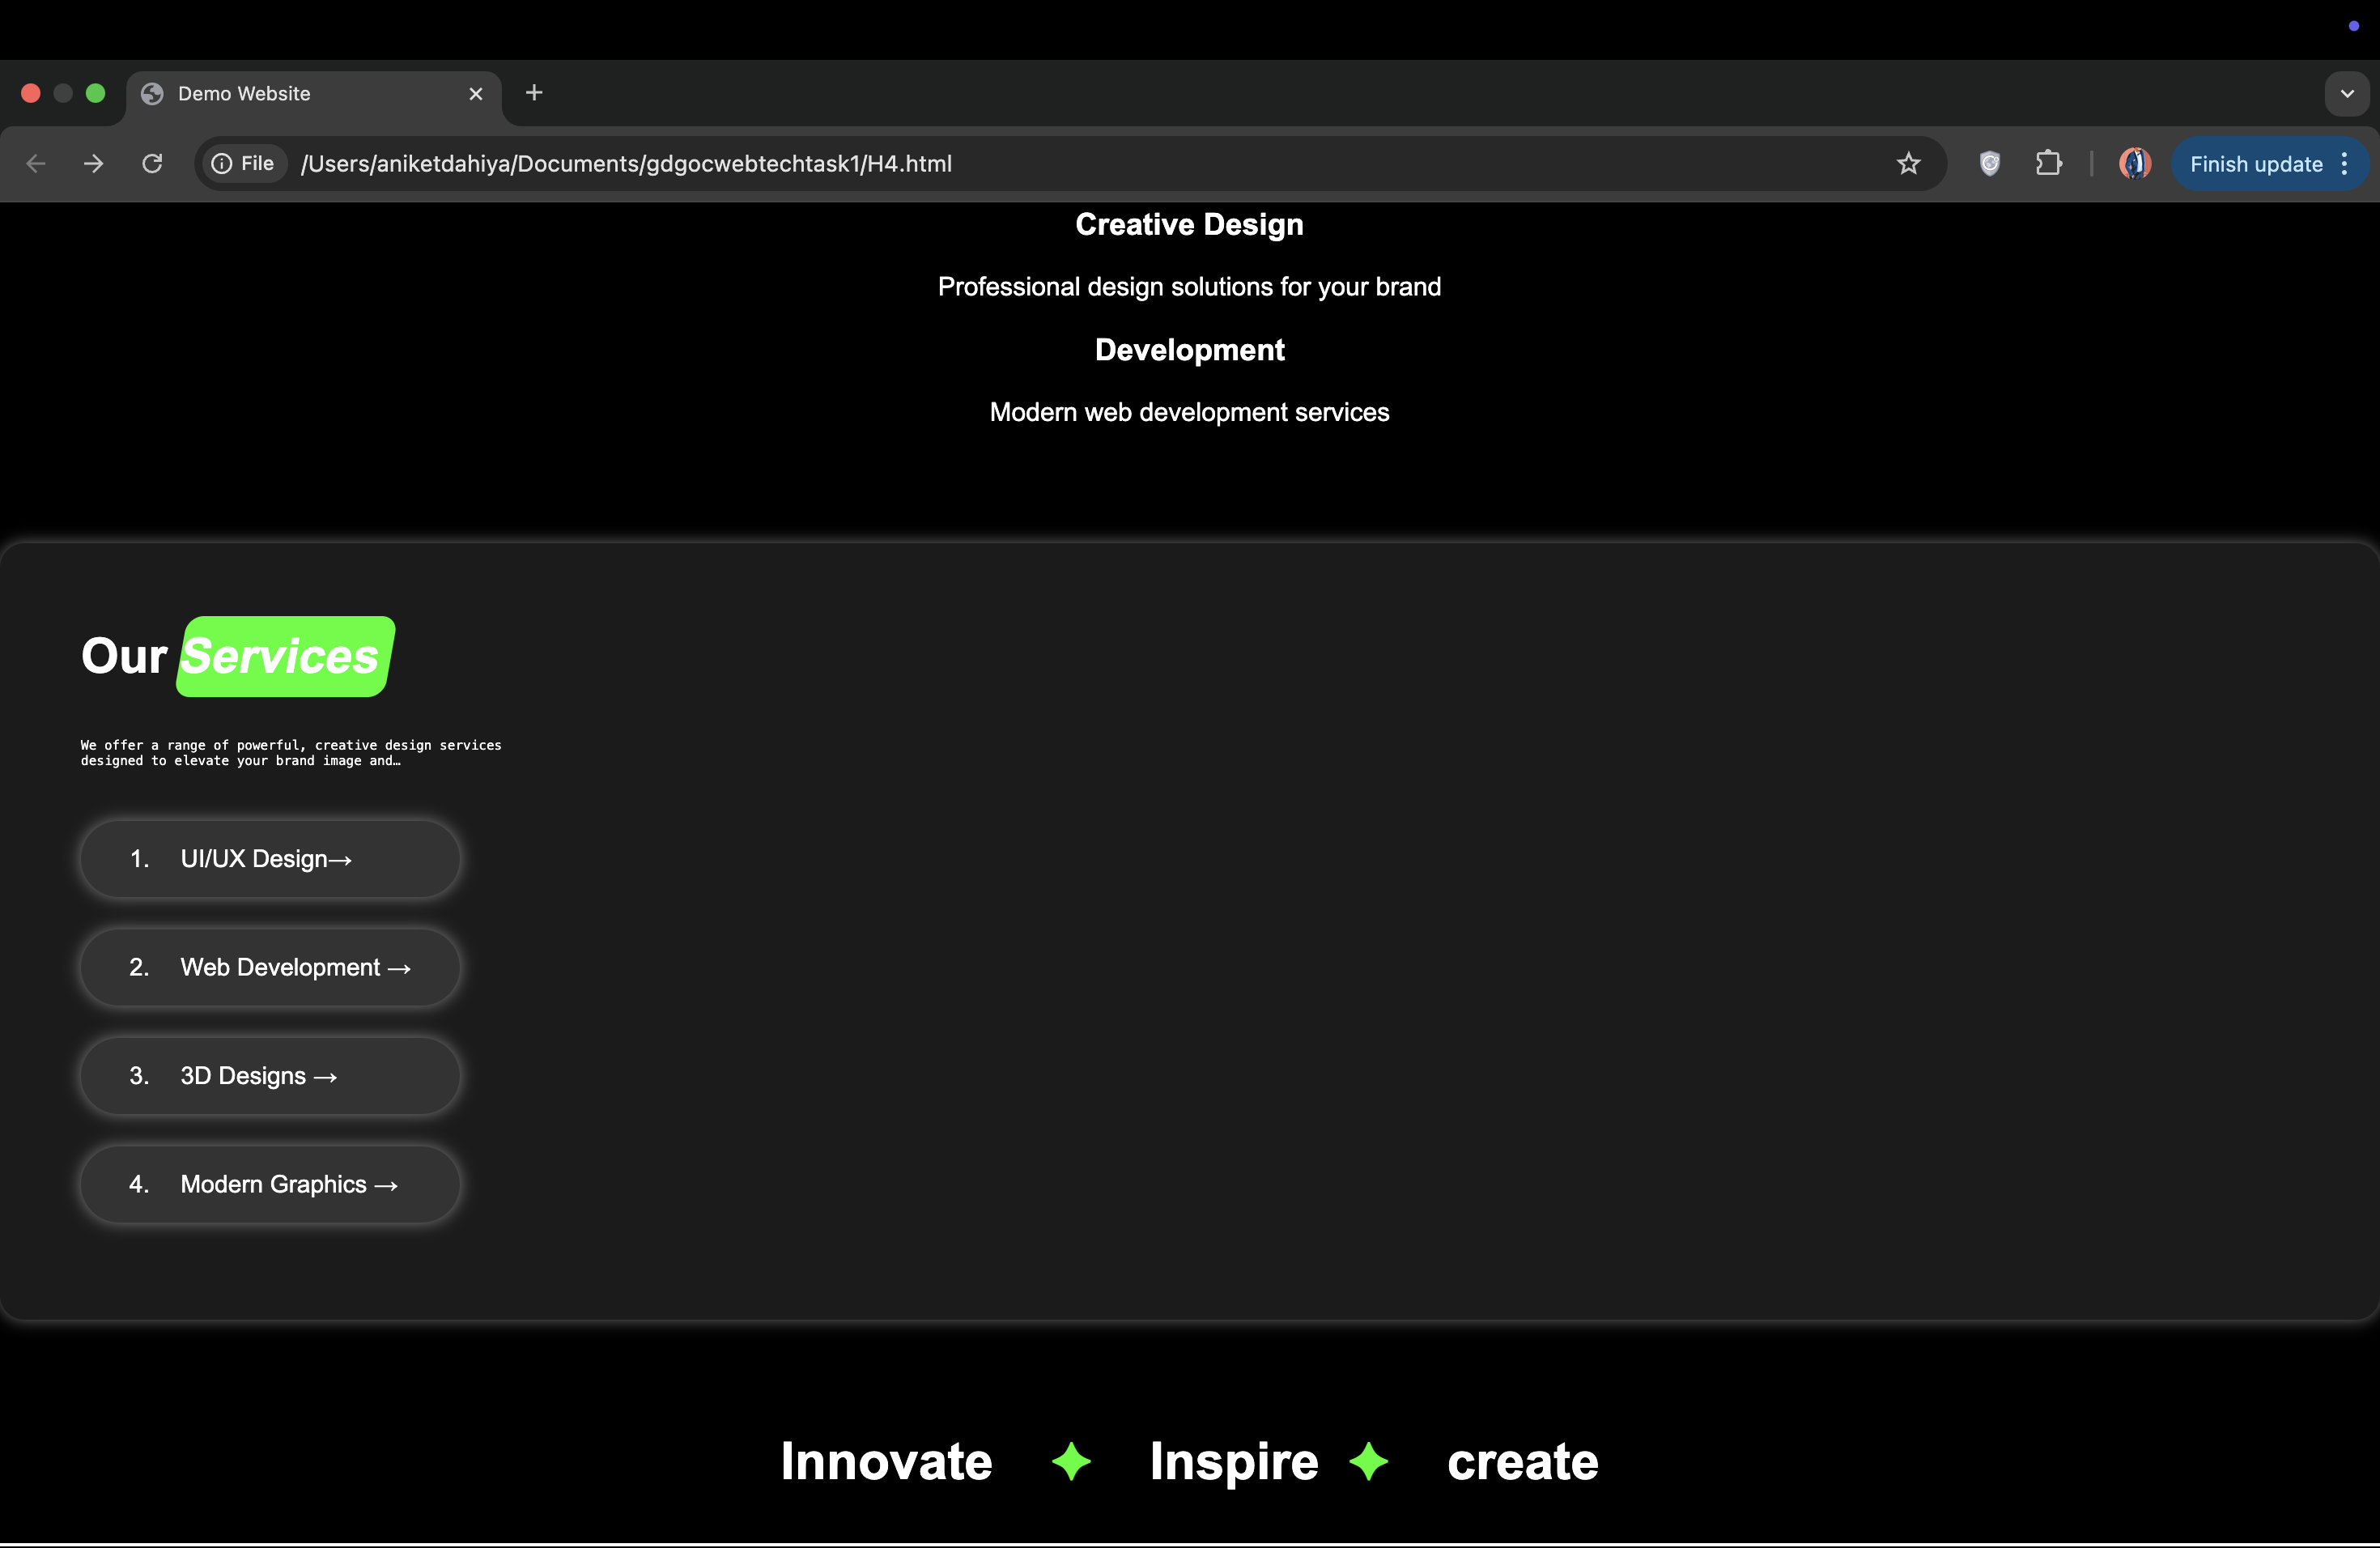 Demo Website
File /Users/aniketdahiya/Documents/gdgocwebtechtask1/H4.html Finish update
Creative Design
Professional design solutions for your brand
Development
Modern web development services
Our Services
We offer a range of powerful, creative design services
designed to elevate your brand image and…
1. UI/UX Design→
2. Web Development →
3. 3D Designs →
4. Modern Graphics →
Innovate ✦ Inspire ✦ create